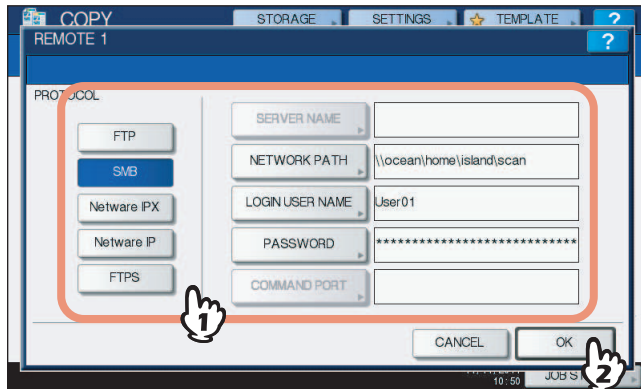 COPY STORAGE SETTINGS TEMPLATE ?
REMOTE 1 ?
PROTOCOL
FTP
SMB
Netware IPX
Netware IP
FTPS
SERVER NAME
NETWORK PATH \\ocean\home\island\scan
LOGIN USER NAME User01
PASSWORD ****************************
COMMAND PORT
1
CANCEL OK
2
10:50 JOB S